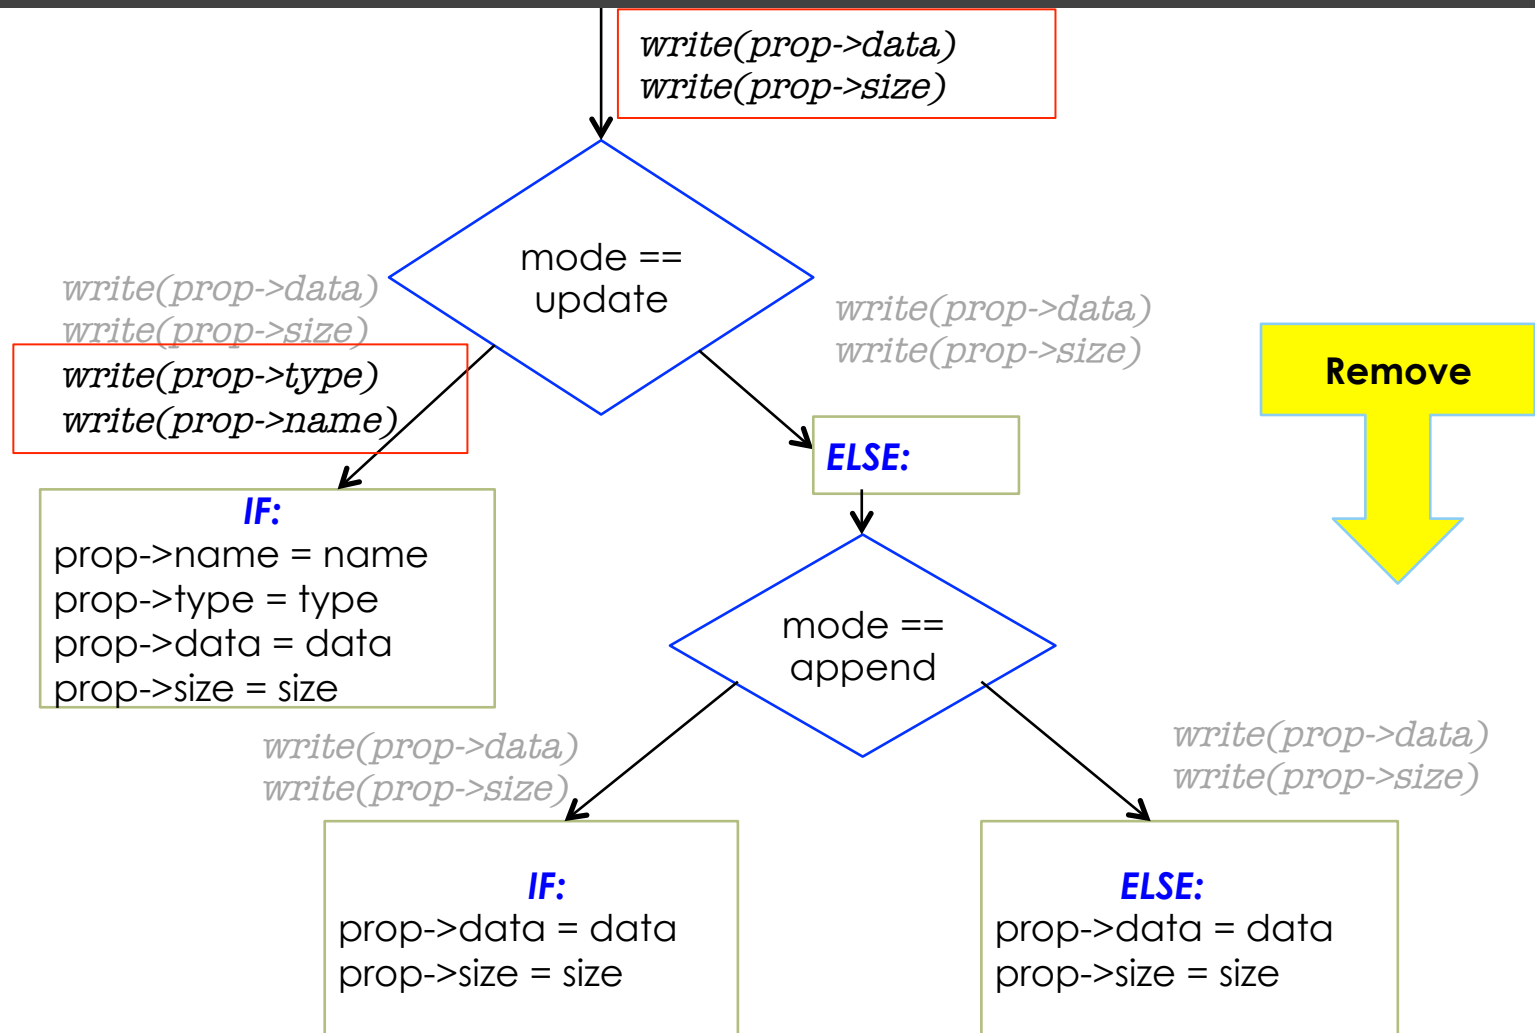 write(prop->data)
write(prop->size)
mode ==
update
write(prop->data)
write(prop->size)
write(prop->type)
write(prop->name)
write(prop->data)
write(prop->size)
Remove
ELSE:
IF:
prop->name = name
prop->type = type
prop->data = data
prop->size = size
mode ==
append
write(prop->data)
write(prop->size)
write(prop->data)
write(prop->size)
IF:
prop->data = data
prop->size = size
ELSE:
prop->data = data
prop->size = size